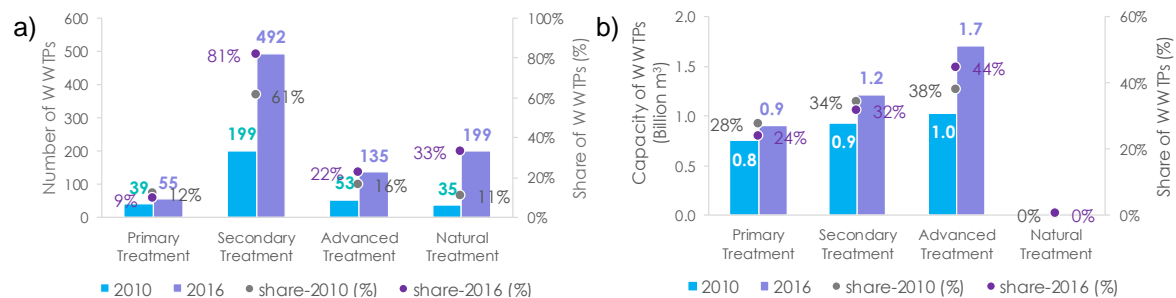 a)
Number of WWTPs
600
500
400
300
200
100
0
39
55
9%
12%
199
492
81%
61%
53
135
22%
16%
35
199
33%
11%
100%
80%
60%
40%
20%
0%
Share of WWTPs (%)
Primary
Treatment
Secondary
Treatment
Advanced
Treatment
Natural
Treatment
2010
2016
share-2010 (%)
share-2016 (%)
b)
Capacity of WWTPs
(Billion m³)
2.0
1.5
1.0
0.5
0.0
28%
0.9
0.8
24%
34%
1.2
0.9
32%
38%
1.7
1.0
44%
0%
0%
60%
40%
20%
0%
Share of WWTPs (%)
Primary
Treatment
Secondary
Treatment
Advanced
Treatment
Natural
Treatment
2010
2016
share-2010 (%)
share-2016 (%)